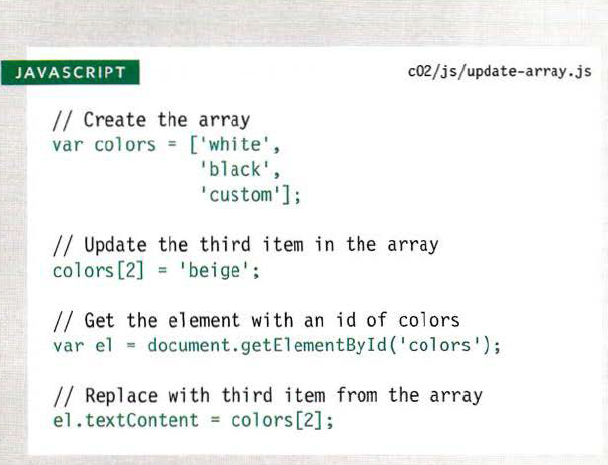 JAVASCRIPT
c02/js/update-array.js
// Create the array
var colors = ['white',
'black',
'custom'];
// Update the third item in the array
colors[2] = 'beige';
// Get the element with an id of colors
var el = document.getElementById('colors');
// Replace with third item from the array
el.textContent = colors[2];